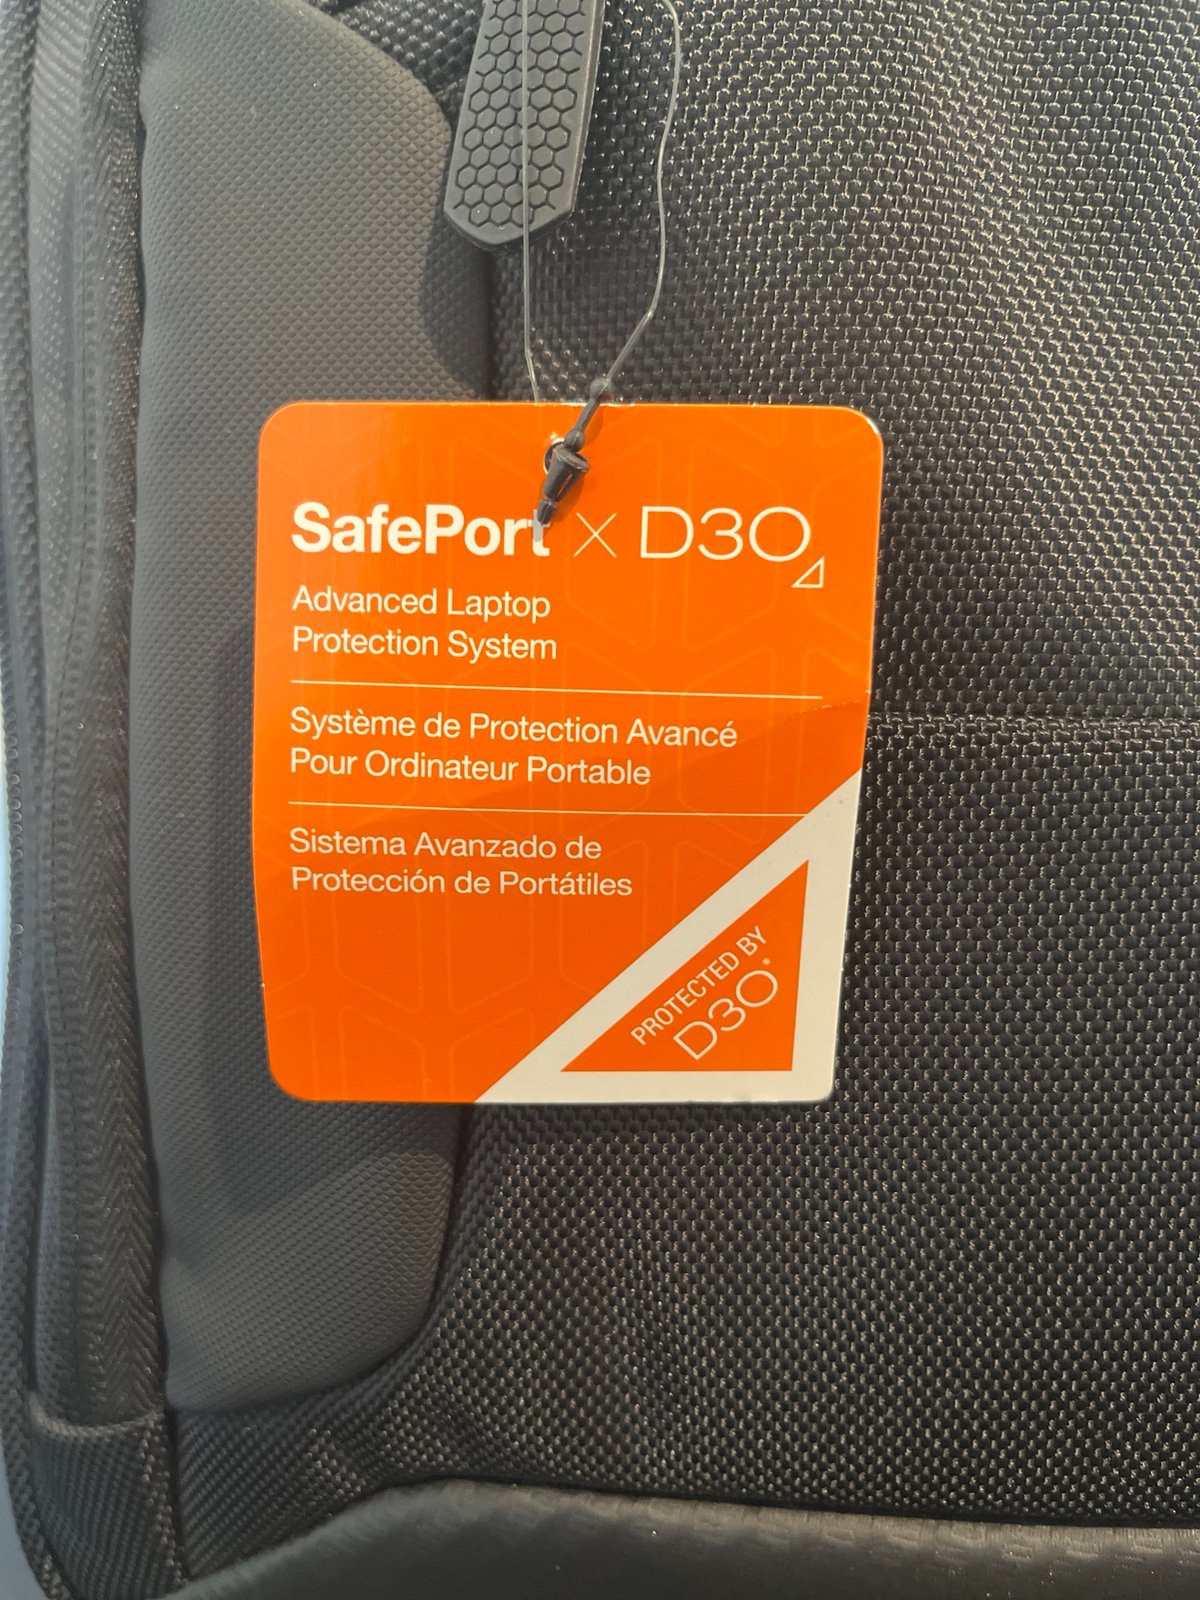 SafePort × D3O
Advanced Laptop
Protection System
Système de Protection Avancé
Pour Ordinateur Portable
Sistema Avanzado de
Protección de Portátiles
PROTECTED BY
D3O®